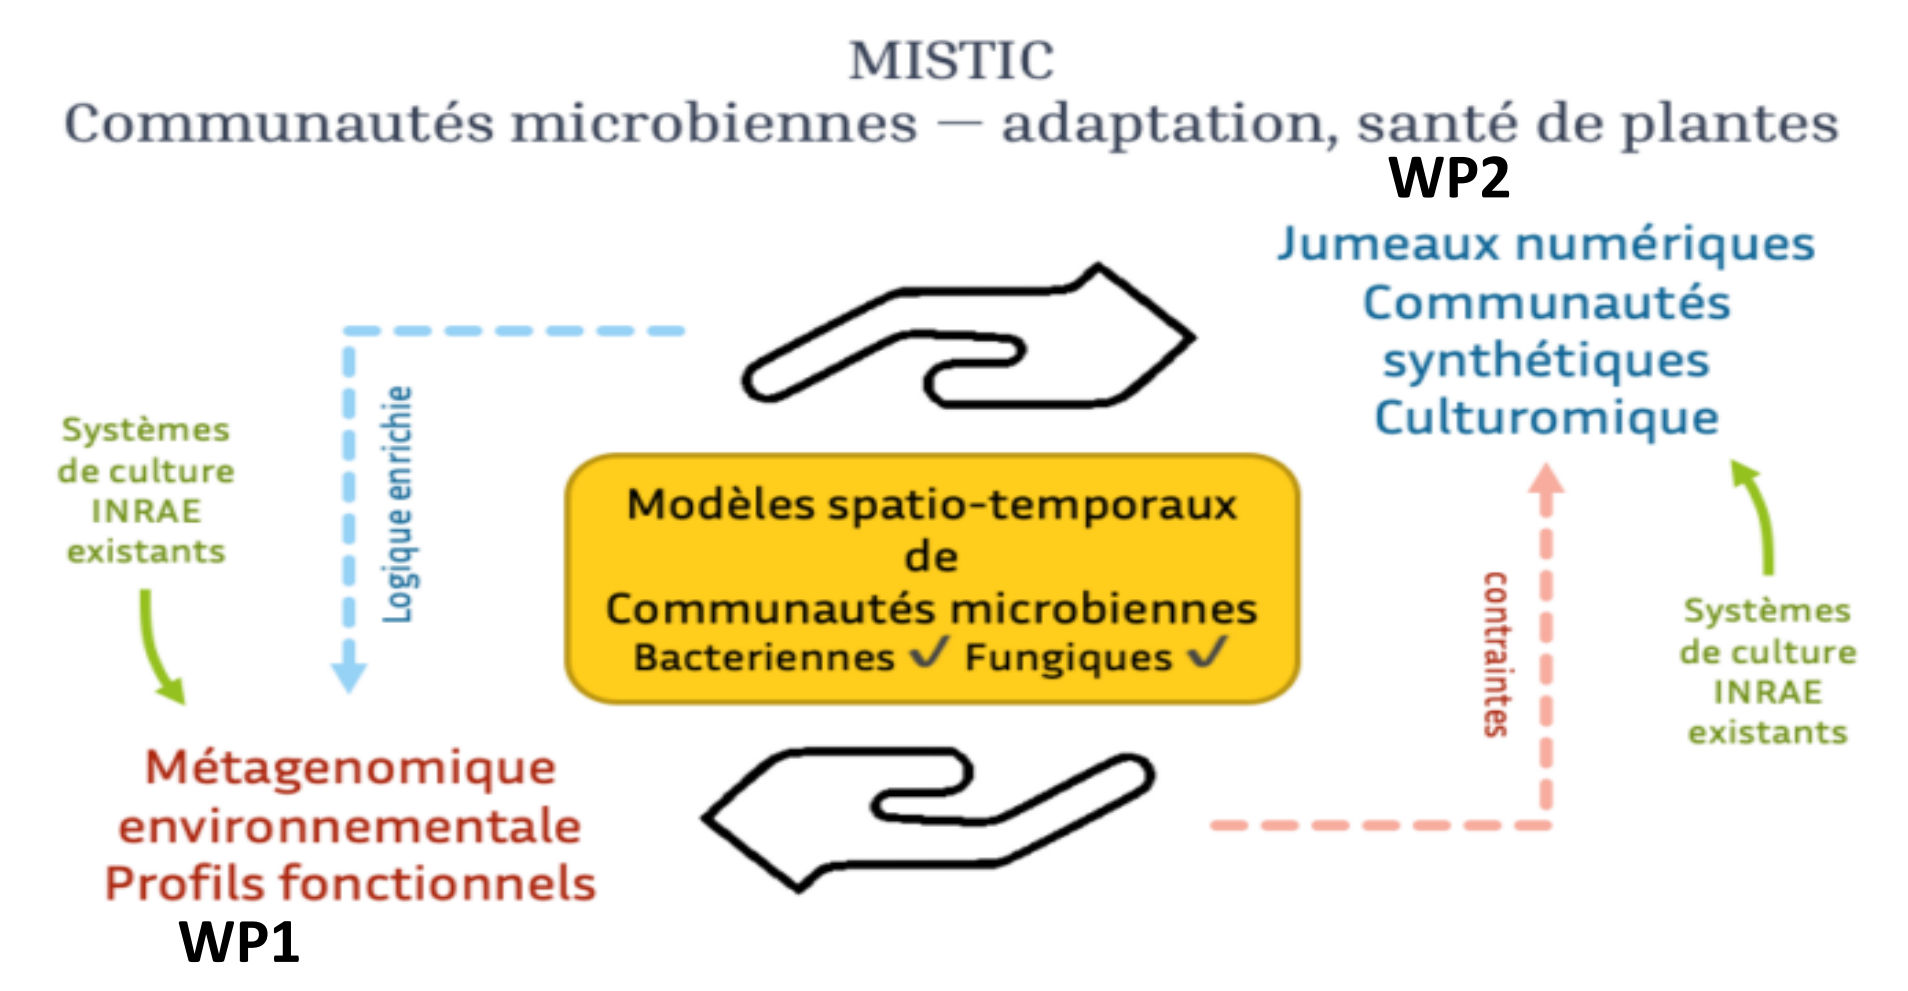 MISTIC
Communautés microbiennes — adaptation, santé de plantes
WP2
Jumeaux numériques
Communautés
synthétiques
Culturomique
Systèmes
de culture
INRAE
existants
Logique enrichie
Modèles spatio-temporaux
de
Communautés microbiennes
Bacteriennes ✓ Fungiques ✓
contraintes
Systèmes
de culture
INRAE
existants
Métagenomique
environnementale
Profils fonctionnels
WP1